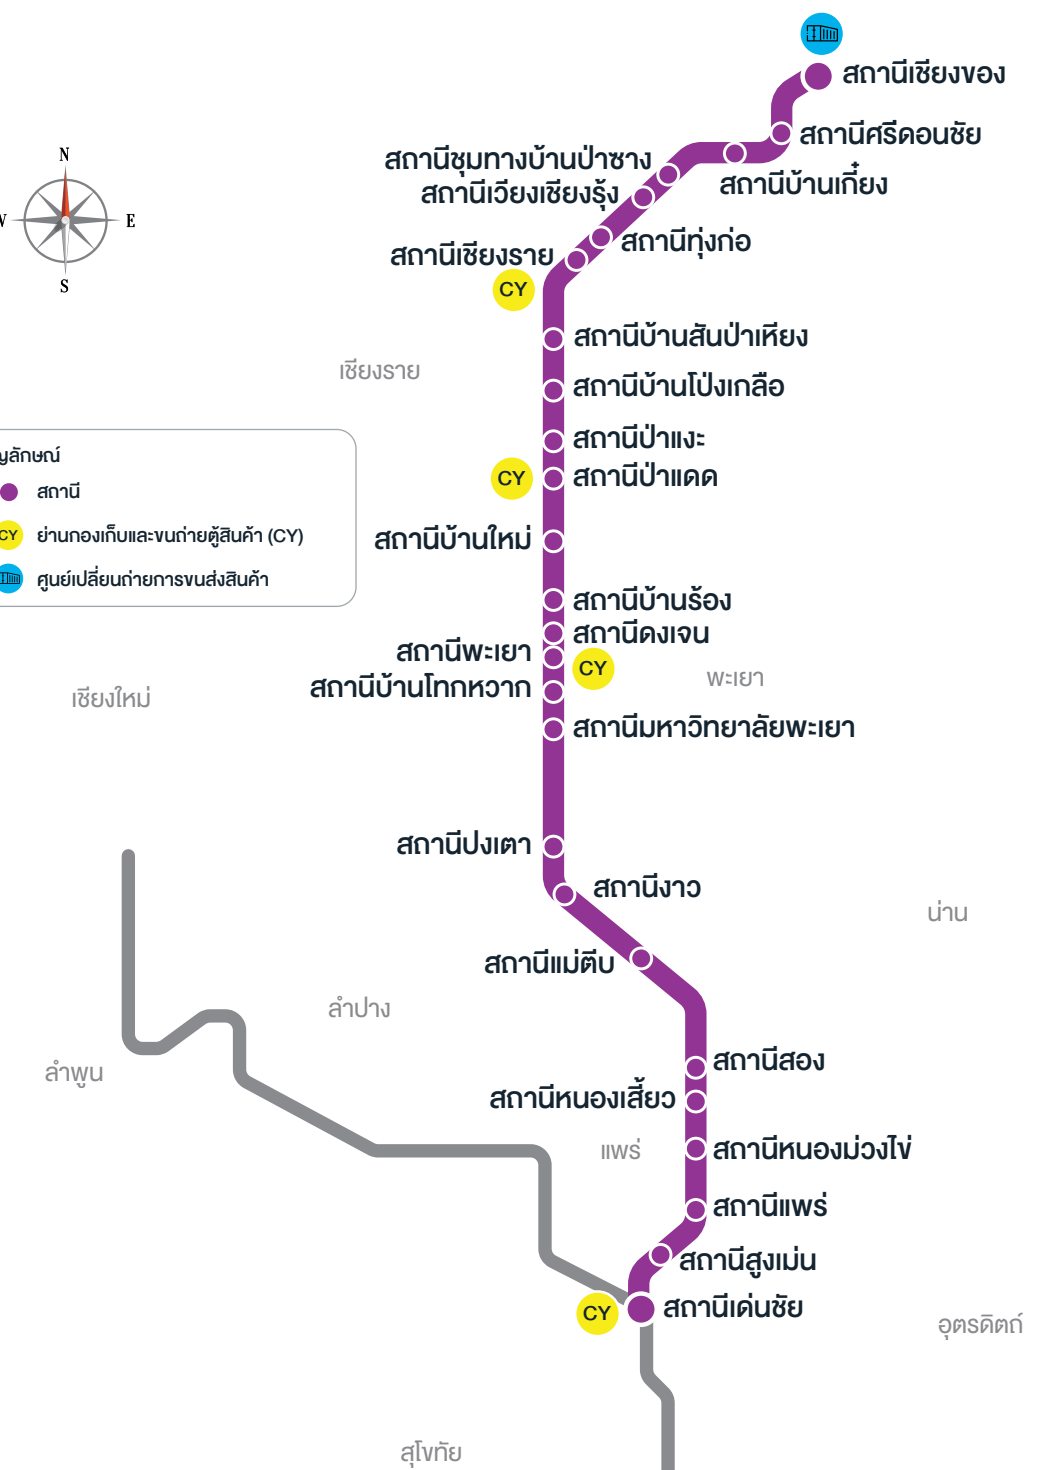 สถานีเชียงของ
สถานีศรีดอนชัย
สถานีชุมทางบ้านป่าซาง
สถานีบ้านเกี๋ยง
สถานีเวียงเชียงรุ้ง
สถานีทุ่งก่อ
สถานีเชียงราย
CY
N
W
E
S
สถานีบ้านสันป่าเหียง
เชียงราย
สถานีบ้านโป่งเกลือ
สถานีป่าแงะ
CY
สถานีป่าแดด
ญลักษณ์
สถานี
CY ย่านกองเก็บและขนถ่ายตู้สินค้า (CY)
ศูนย์เปลี่ยนถ่ายการขนส่งสินค้า
สถานีบ้านใหม่
สถานีบ้านร้อง
สถานีดงเจน
สถานีพะเยา
CY
พะเยา
สถานีบ้านโทกหวาก
เชียงใหม่
สถานีมหาวิทยาลัยพะเยา
สถานีปงเตา
สถานีงาว
น่าน
สถานีแม่ตีบ
ลำปาง
ลำพูน
สถานีสอง
สถานีหนองเสี้ยว
แพร่
สถานีหนองม่วงไข่
สถานีแพร่
สถานีสูงเม่น
CY
สถานีเด่นชัย
อุตรดิตถ์
สุโขทัย